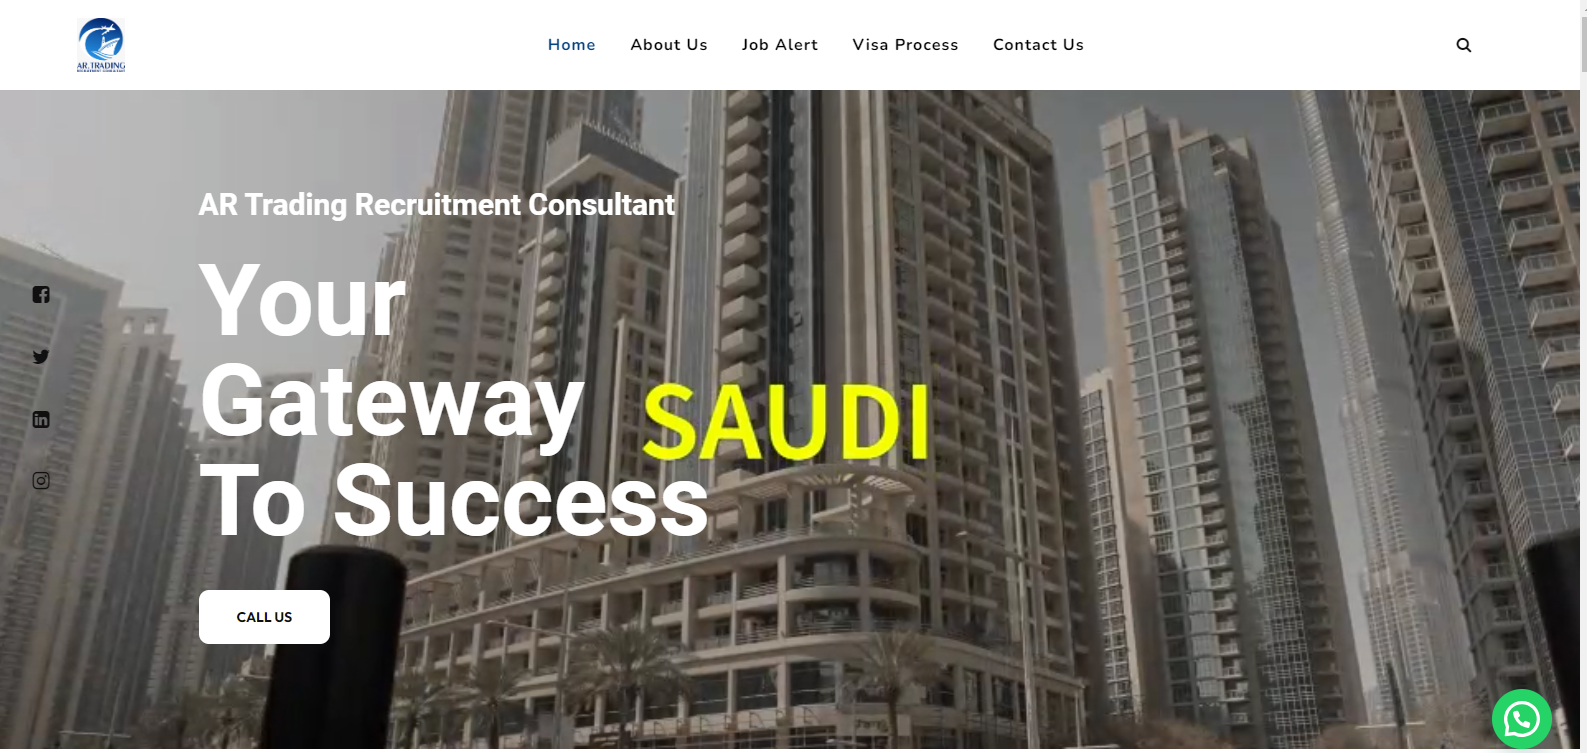 AR. TRADING
Home
About Us
Job Alert
Visa Process
Contact Us
AR Trading Recruitment Consultant
Your
Gateway
SAUDI
To Success
CALL US